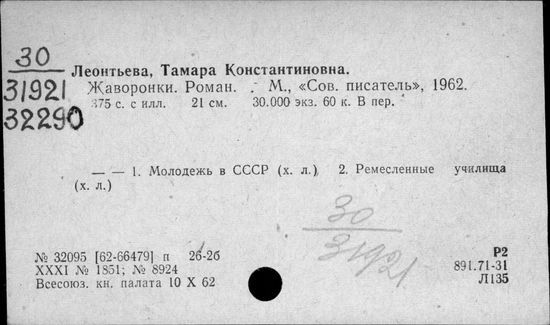 30
31921
32290
Леонтьева, Тамара Константиновна.
Жаворонки. Роман. . М., «Сов. писатель», 1962.
375 с. с илл. 21 см. 30.000 экз. 60 к. В пер.
— — 1. Молодежь в СССР (х. л.) 2. Ремесленные училища
(х. л.)
30
31921
№ 32095 [62-66479] п 26-2б
XXXI № 1851; № 8924
Всесоюз. кн. палата 10 X 62
Р2
891.71-31
Л135